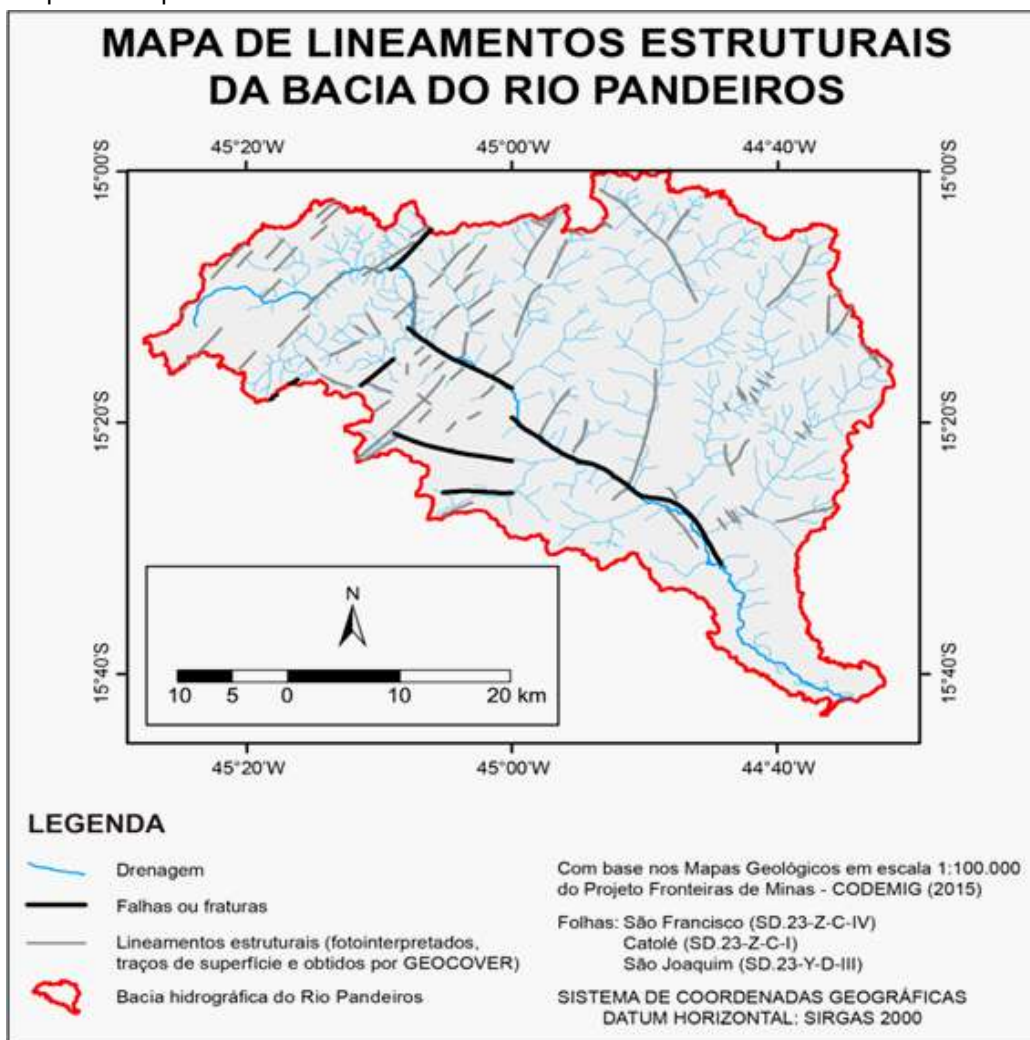 MAPA DE LINEAMENTOS ESTRUTURAIS
DA BACIA DO RIO PANDEIROS
45°20'W 45°00'W 44°40'W
15°00'S 15°00'S
15°20'S 15°20'S
15°40'S 15°40'S
N
10 5 0 10 20 km
45°20'W 45°00'W 44°40'W
LEGENDA
Drenagem
Falhas ou fraturas
Lineamentos estruturais (fotointerpretados,
traços de superfície e obtidos por GEOCOVER)
Bacia hidrográfica do Rio Pandeiros
Com base nos Mapas Geológicos em escala 1:100.000
do Projeto Fronteiras de Minas - CODEMIG (2015)
Folhas: São Francisco (SD.23-Z-C-IV)
Catolé (SD.23-Z-C-I)
São Joaquim (SD.23-Y-D-III)
SISTEMA DE COORDENADAS GEOGRÁFICAS
DATUM HORIZONTAL: SIRGAS 2000